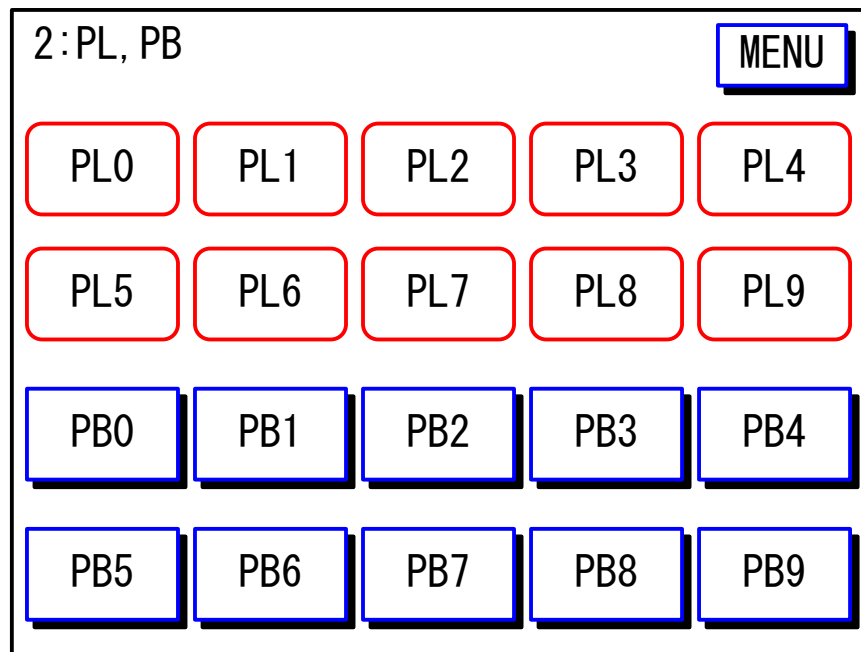 2:PL, PB
MENU
PL0 PL1 PL2 PL3 PL4
PL5 PL6 PL7 PL8 PL9
PB0 PB1 PB2 PB3 PB4
PB5 PB6 PB7 PB8 PB9